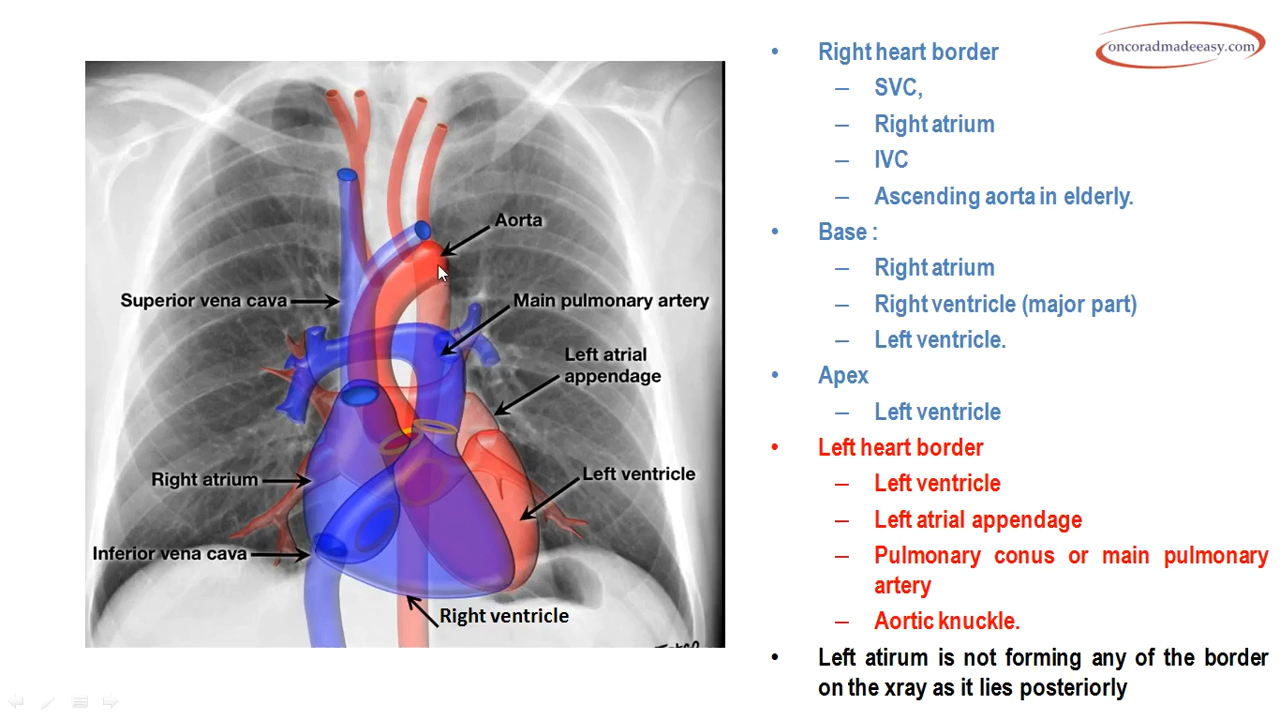 oncoradmadeeasy.com
Aorta
Superior vena cava
Main pulmonary artery
Left atrial
appendage
Right atrium
Left ventricle
Inferior vena cava
Right ventricle
• Right heart border
– SVC,
– Right atrium
– IVC
– Ascending aorta in elderly.
• Base :
– Right atrium
– Right ventricle (major part)
– Left ventricle.
• Apex
– Left ventricle
• Left heart border
– Left ventricle
– Left atrial appendage
– Pulmonary conus or main pulmonary
artery
– Aortic knuckle.
• Left atirum is not forming any of the border
on the xray as it lies posteriorly